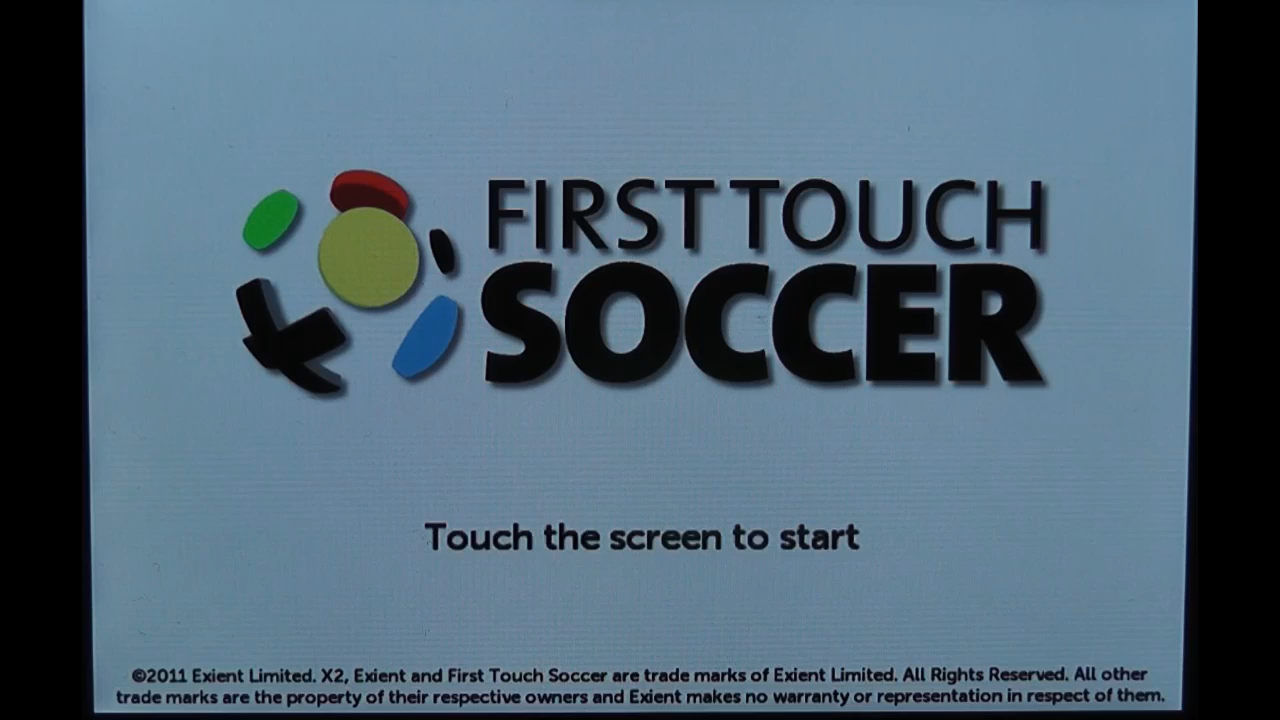 FIRST TOUCH
SOCCER
Touch the screen to start
©2011 Exient Limited. X2, Exient and First Touch Soccer are trade marks of Exient Limited. All Rights Reserved. All other
trade marks are the property of their respective owners and Exient makes no warranty or representation in respect of them.